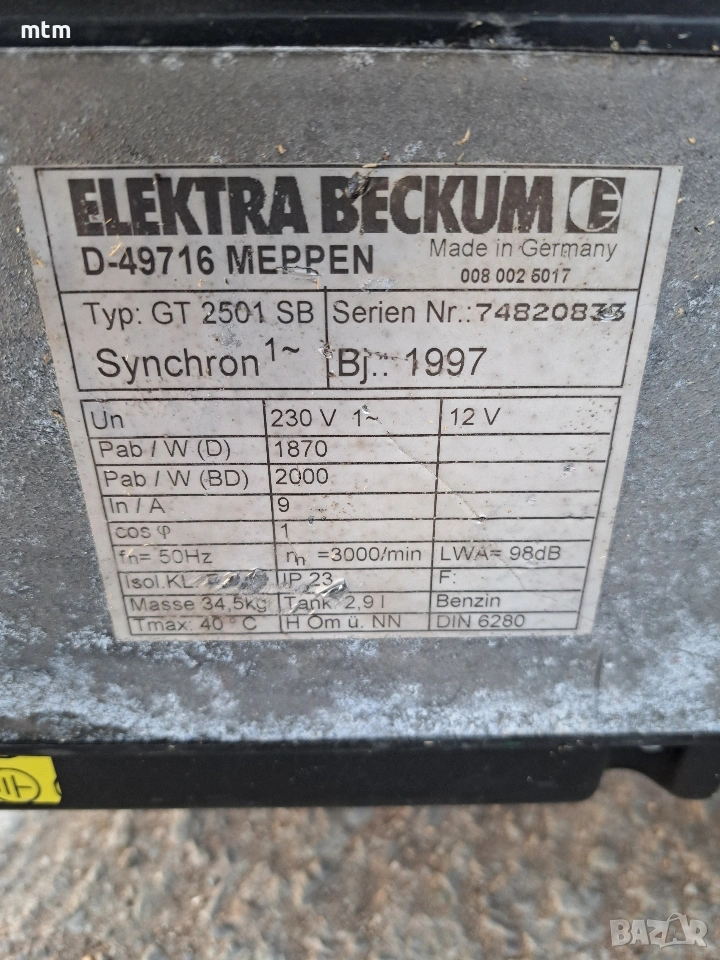 mtm
ELEKTRA BECKUM E
D-49716 MEPPEN Made in Germany
008 002 5017
Typ: GT 2501 SB Serien Nr.: 74820833
Synchron 1~ Bj.: 1997
Un 230 V 1~ 12 V
Pab / W (D) 1870
Pab / W (BD) 2000
In / A 9
cos φ 1
fn= 50Hz nn =3000/min LWA= 98dB
Isol.KL IP 23 F:
Masse 34,5kg Tank: 2,9 l Benzin
Tmax: 40° C H Om ü. NN DIN 6280
BAZAR